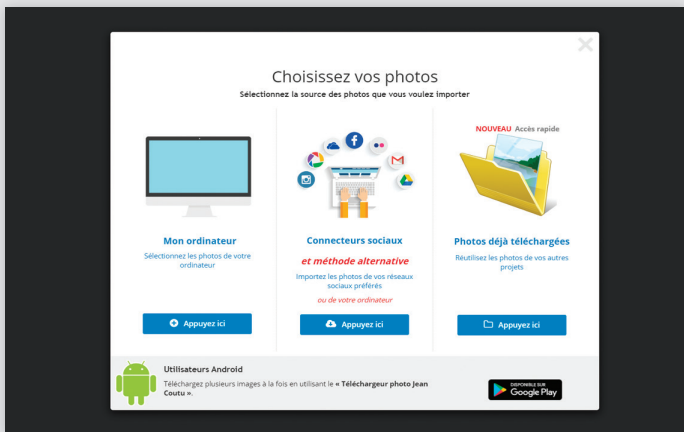 Choisissez vos photos
Sélectionnez la source des photos que vous voulez importer
NOUVEAU Accès rapide
Mon ordinateur
Sélectionnez les photos de votre
ordinateur
Appuyez ici
Connecteurs sociaux
et méthode alternative
Importez les photos de vos réseaux
sociaux préférés
ou de votre ordinateur
Appuyez ici
Photos déjà téléchargées
Réutilisez les photos de vos autres
projets
Appuyez ici
Utilisateurs Android
Téléchargez plusieurs images à la fois en utilisant le « Téléchargeur photo Jean
Coutu ».
DISPONIBLE SUR
Google Play